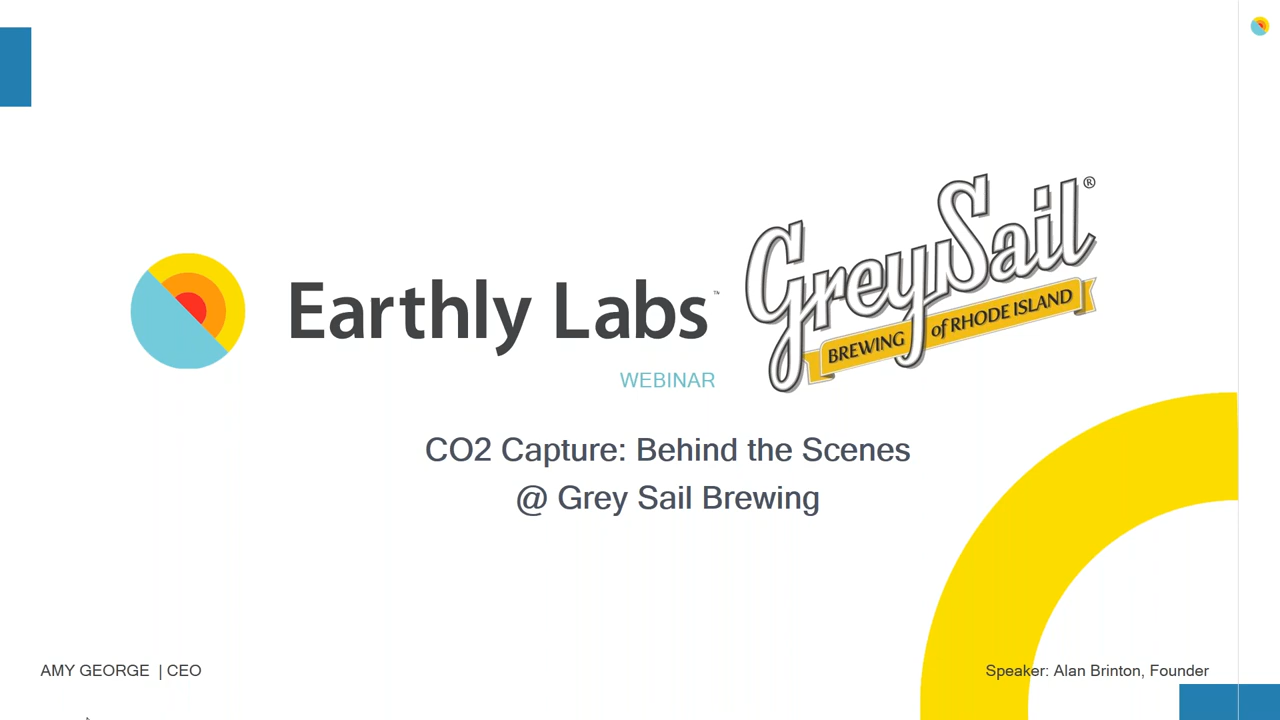 Earthly Labs™
GreySail®
BREWING of RHODE ISLAND
WEBINAR
CO2 Capture: Behind the Scenes
@ Grey Sail Brewing
AMY GEORGE | CEO
Speaker: Alan Brinton, Founder